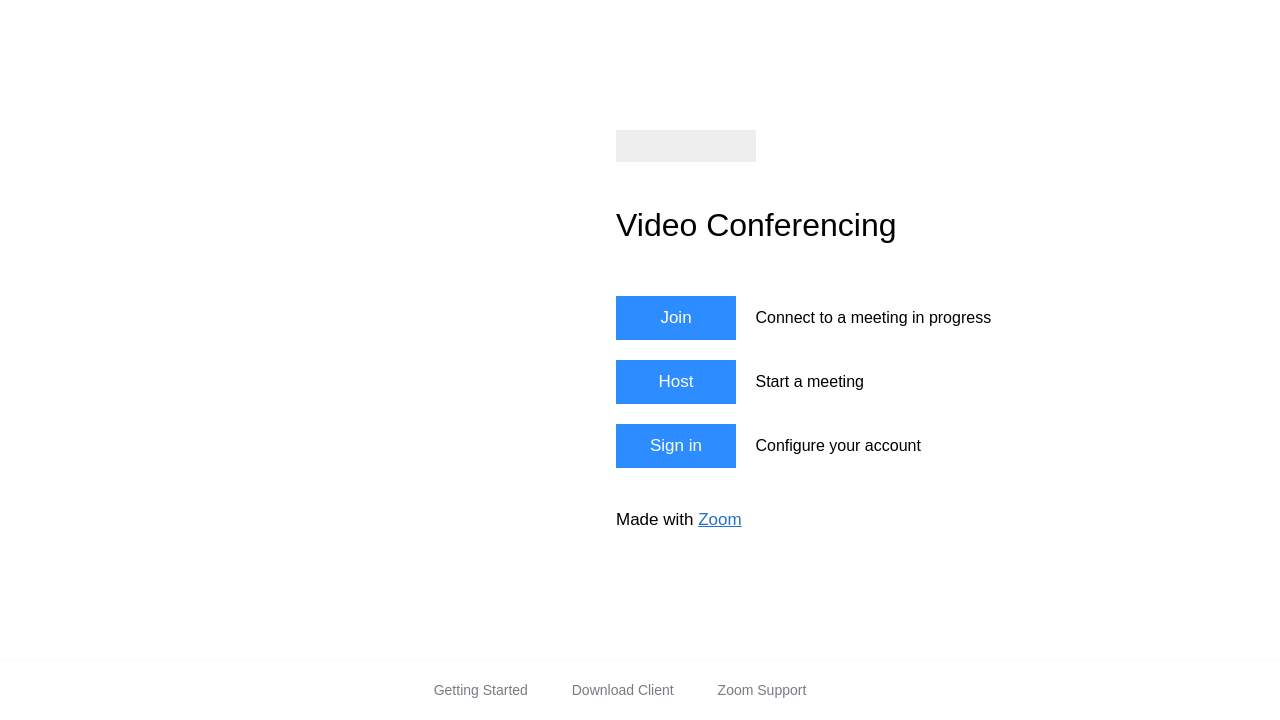 Video Conferencing
Join Connect to a meeting in progress
Host Start a meeting
Sign in Configure your account
Made with Zoom
Getting Started Download Client Zoom Support